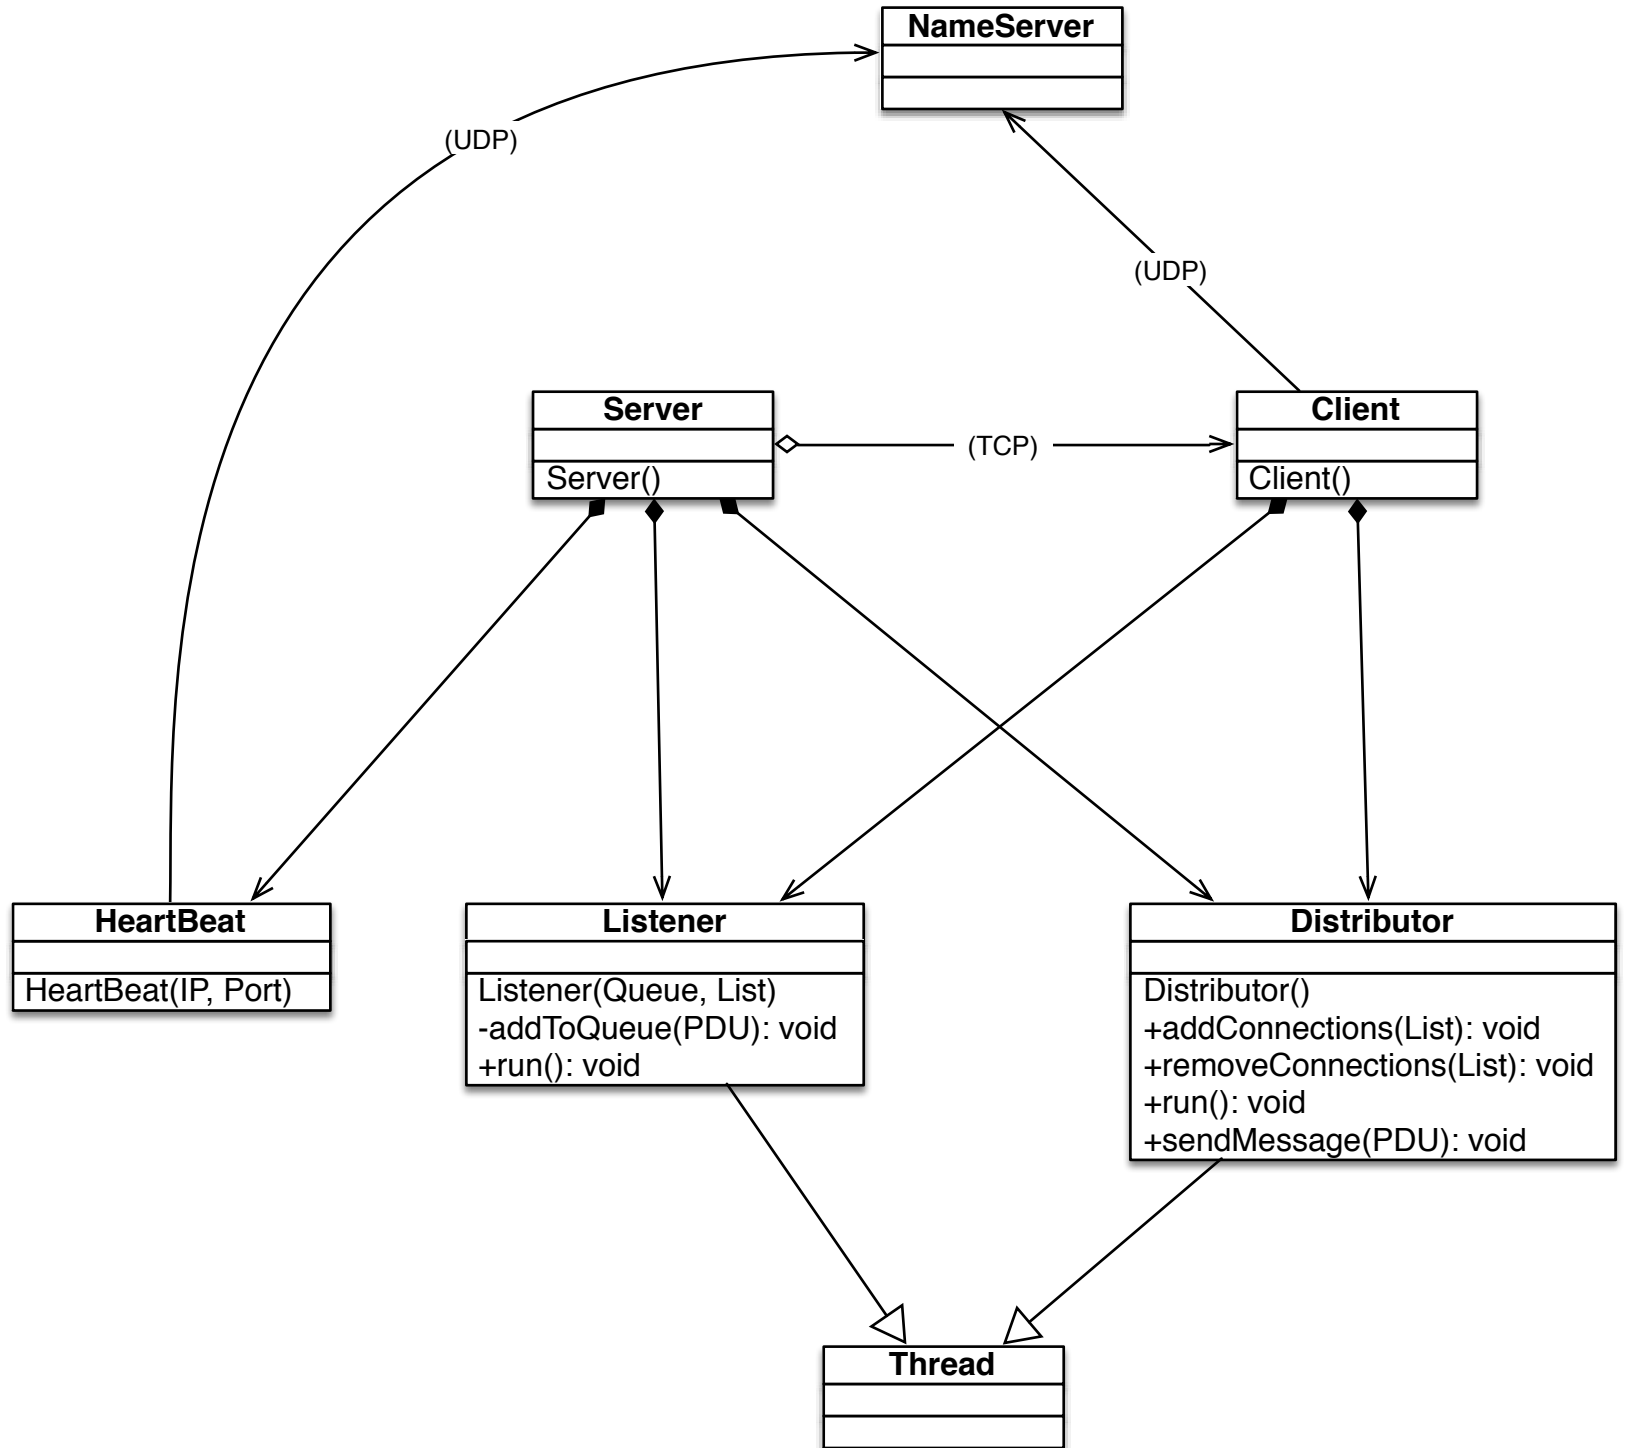 NameServer
(UDP)
(UDP)
Server
Server()
(TCP)
Client
Client()
HeartBeat
HeartBeat(IP, Port)
Listener
Listener(Queue, List)
-addToQueue(PDU): void
+run(): void
Distributor
Distributor()
+addConnections(List): void
+removeConnections(List): void
+run(): void
+sendMessage(PDU): void
Thread